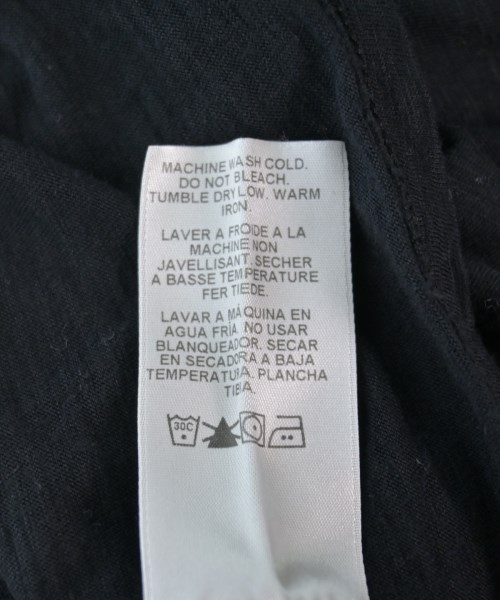 MACHINE WASH COLD.
DO NOT BLEACH.
TUMBLE DRY LOW. WARM
IRON.
LAVER A FROIDE A LA
MACHINE NON
JAVELLISANT. SECHER
A BASSE TEMPERATURE
FER TIEDE.
LAVAR A MÁQUINA EN
AGUA FRÍA. NO USAR
BLANQUEADOR. SECAR
EN SECADORA A BAJA
TEMPERATURA. PLANCHA
TIBIA.
30C